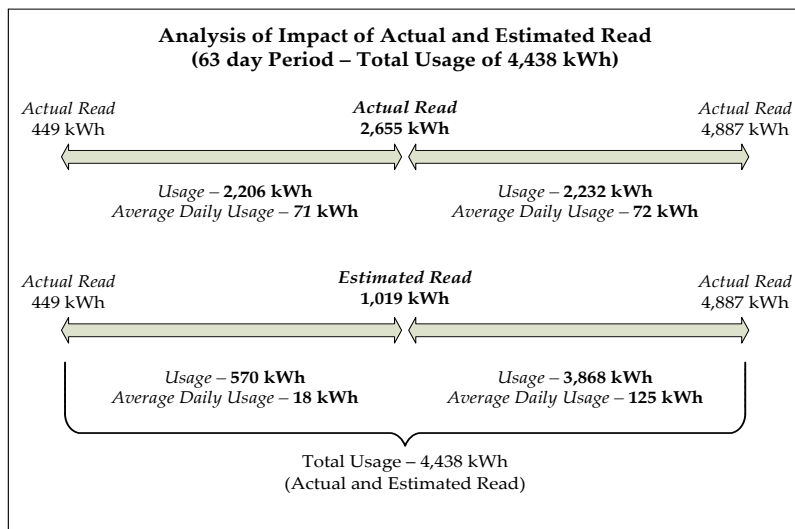 Analysis of Impact of Actual and Estimated Read
(63 day Period – Total Usage of 4,438 kWh)
Actual Read
449 kWh
Actual Read
2,655 kWh
Actual Read
4,887 kWh
Usage – 2,206 kWh
Average Daily Usage – 71 kWh
Usage – 2,232 kWh
Average Daily Usage – 72 kWh
Actual Read
449 kWh
Estimated Read
1,019 kWh
Actual Read
4,887 kWh
Usage – 570 kWh
Average Daily Usage – 18 kWh
Usage – 3,868 kWh
Average Daily Usage – 125 kWh
Total Usage – 4,438 kWh
(Actual and Estimated Read)